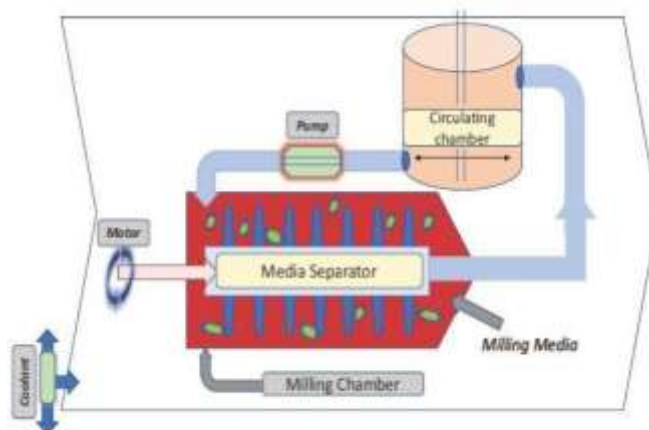 Circulating
chamber
Pump
Motor
Media Separator
Milling Media
Milling Chamber
Coolant